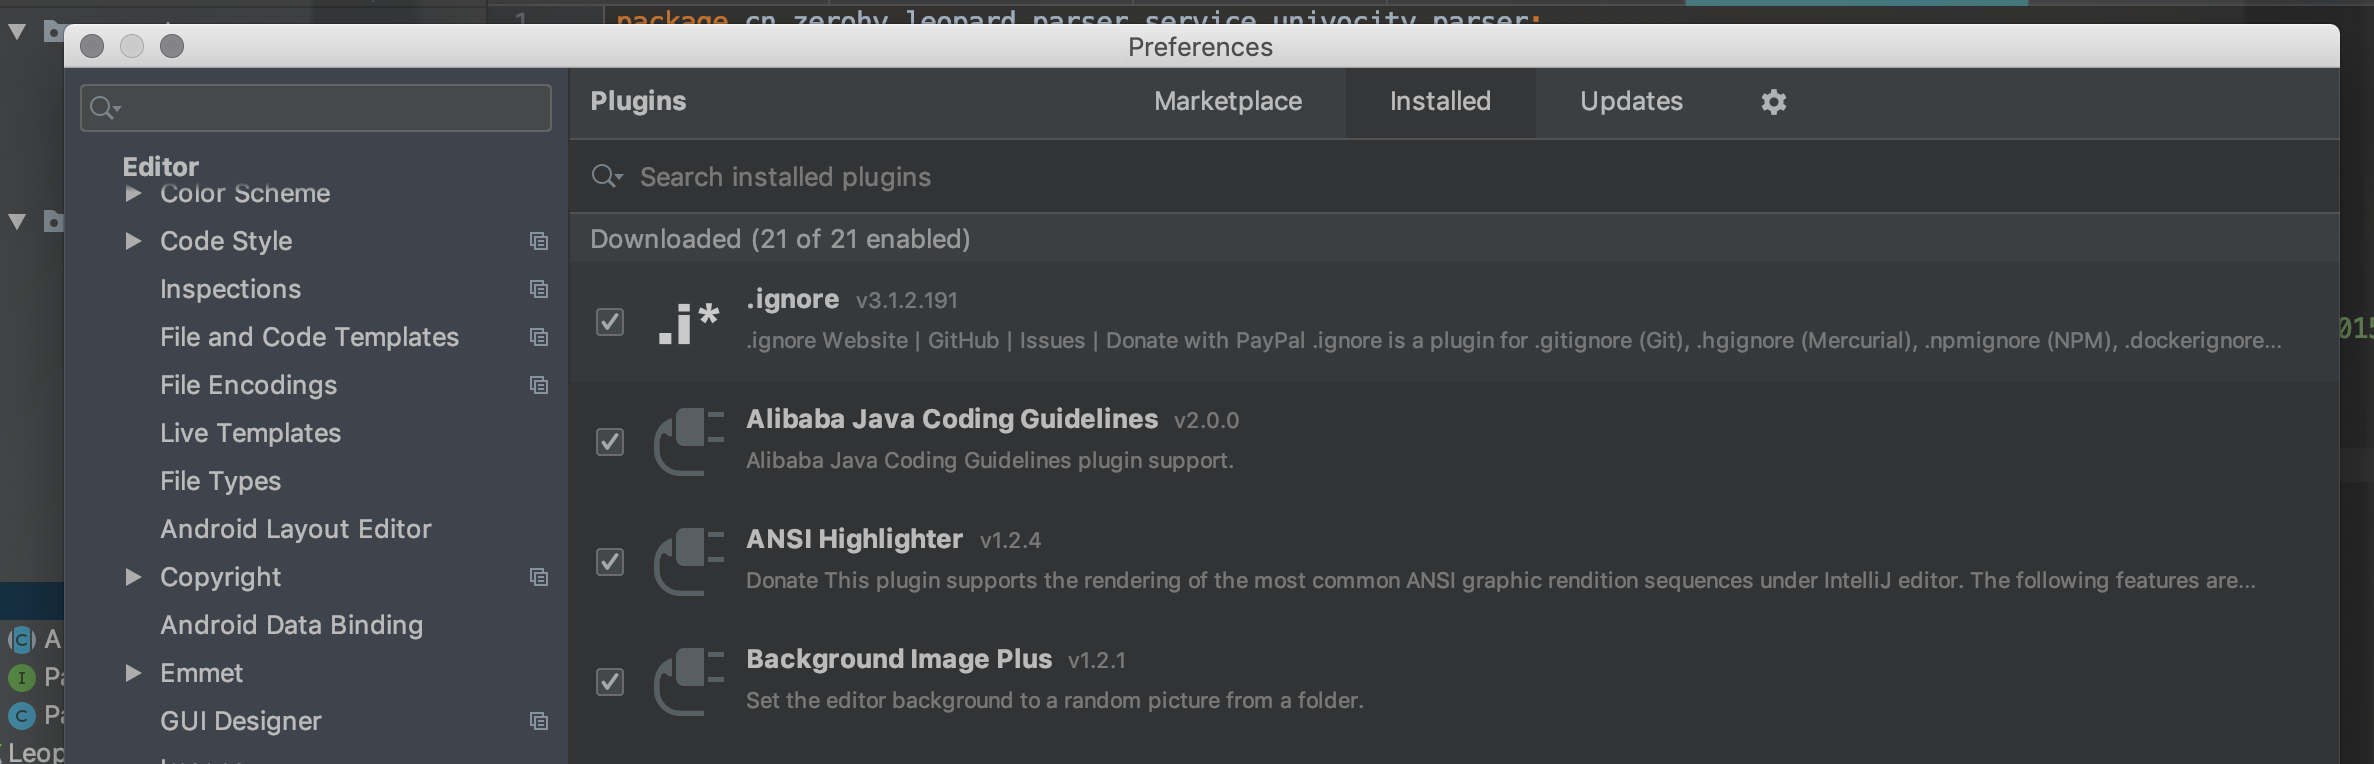 1 package cn.zerohy.leopard.parser.service.univocity.parser;
Preferences
Plugins
Marketplace
Installed
Updates
Search installed plugins
Downloaded (21 of 21 enabled)
Editor
Color Scheme
Code Style
Inspections
File and Code Templates
File Encodings
Live Templates
File Types
Android Layout Editor
Copyright
Android Data Binding
Emmet
GUI Designer
.i*
.ignore v3.1.2.191
.ignore Website | GitHub | Issues | Donate with PayPal .ignore is a plugin for .gitignore (Git), .hgignore (Mercurial), .npmignore (NPM), .dockerignore...
Alibaba Java Coding Guidelines v2.0.0
Alibaba Java Coding Guidelines plugin support.
ANSI Highlighter v1.2.4
Donate This plugin supports the rendering of the most common ANSI graphic rendition sequences under IntelliJ editor. The following features are...
Background Image Plus v1.2.1
Set the editor background to a random picture from a folder.
015
C A
I Pa
C Pa
Leop